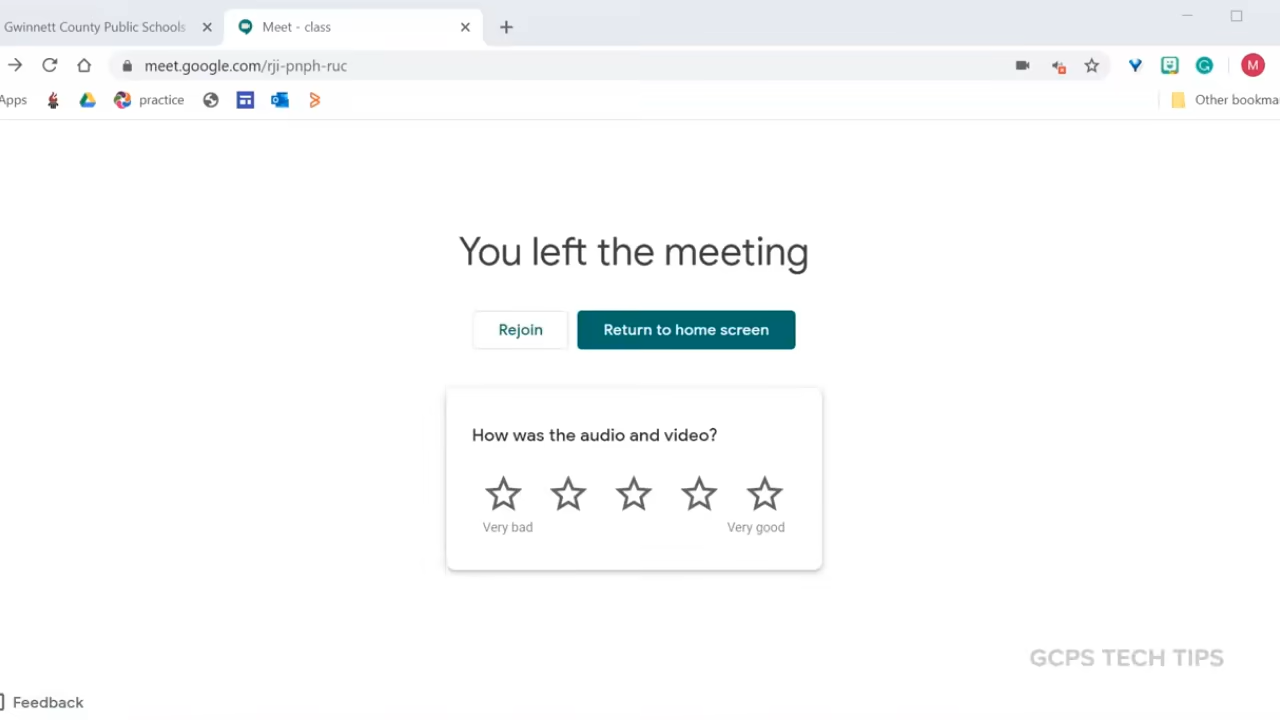 Gwinnett County Public Schools
Meet - class
meet.google.com/rji-pnph-ruc
M
Apps
practice
Other bookma
You left the meeting
Rejoin
Return to home screen
How was the audio and video?
Very bad
Very good
GCPS TECH TIPS
Feedback